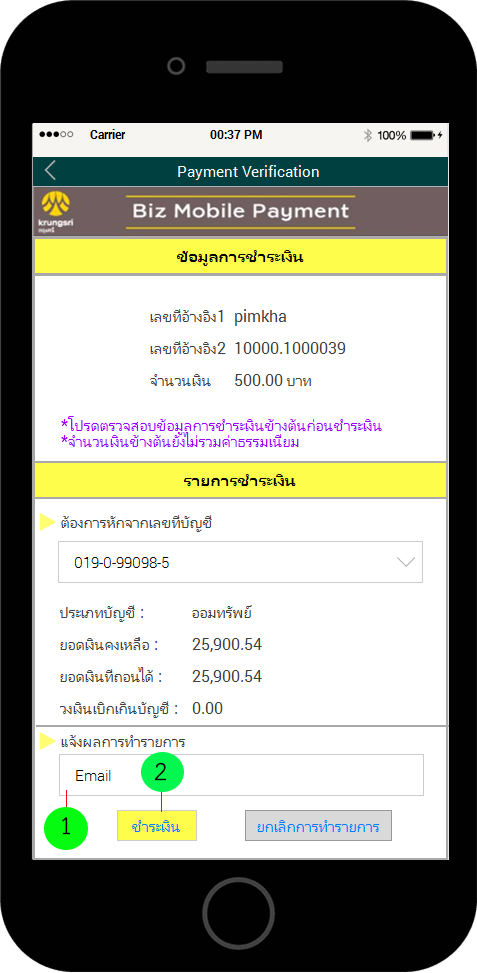 Carrier 00:37 PM 100%
Payment Verification
krungsri
กรุงศรี
Biz Mobile Payment
ข้อมูลการชำระเงิน
เลขที่อ้างอิง1 pimkha
เลขที่อ้างอิง2 10000.1000039
จำนวนเงิน 500.00 บาท
*โปรดตรวจสอบข้อมูลการชำระเงินข้างต้นก่อนชำระเงิน
*จำนวนเงินข้างต้นยังไม่รวมค่าธรรมเนียม
รายการชำระเงิน
ต้องการหักจากเลขที่บัญชี
019-0-99098-5
ประเภทบัญชี : ออมทรัพย์
ยอดเงินคงเหลือ : 25,900.54
ยอดเงินที่ถอนได้ : 25,900.54
วงเงินเบิกเกินบัญชี : 0.00
แจ้งผลการทำรายการ
Email
2
1
ชำระเงิน ยกเลิกการทำรายการ